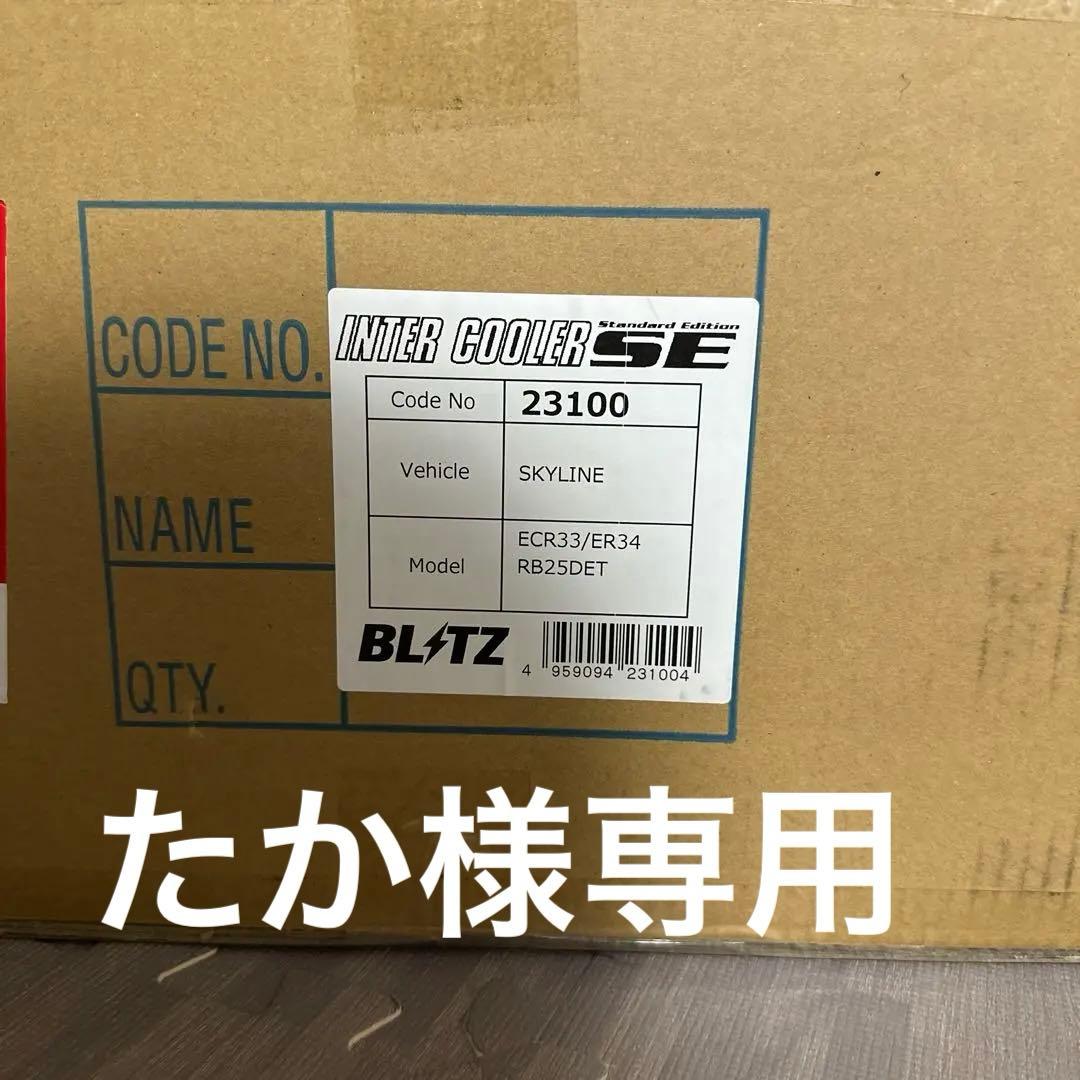 CODE NO.
NAME
QTY.
INTER COOLER Standard Edition SE
Code No 23100
Vehicle SKYLINE
Model ECR33/ER34
RB25DET
BLITZ
4 959094 231004
たか様専用